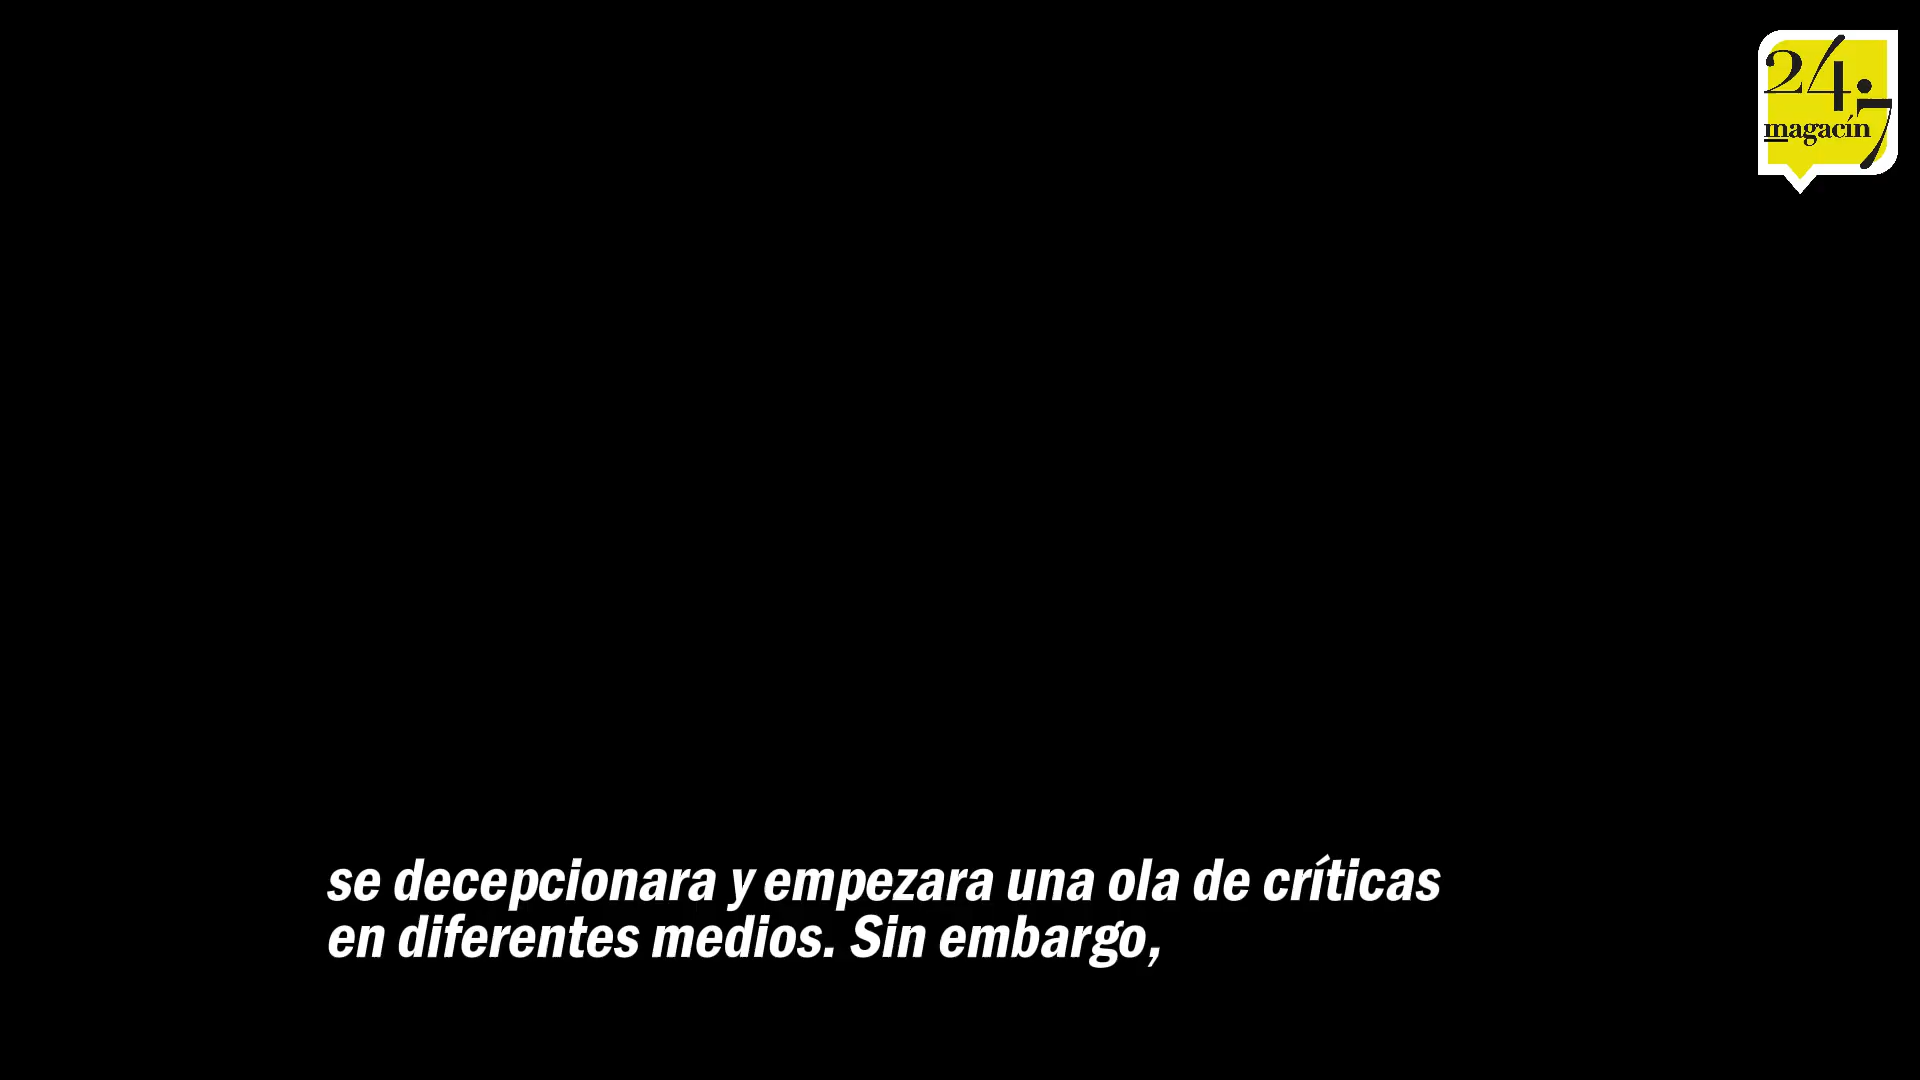 24.7
magacín
se decepcionara y empezara una ola de críticas
en diferentes medios. Sin embargo,